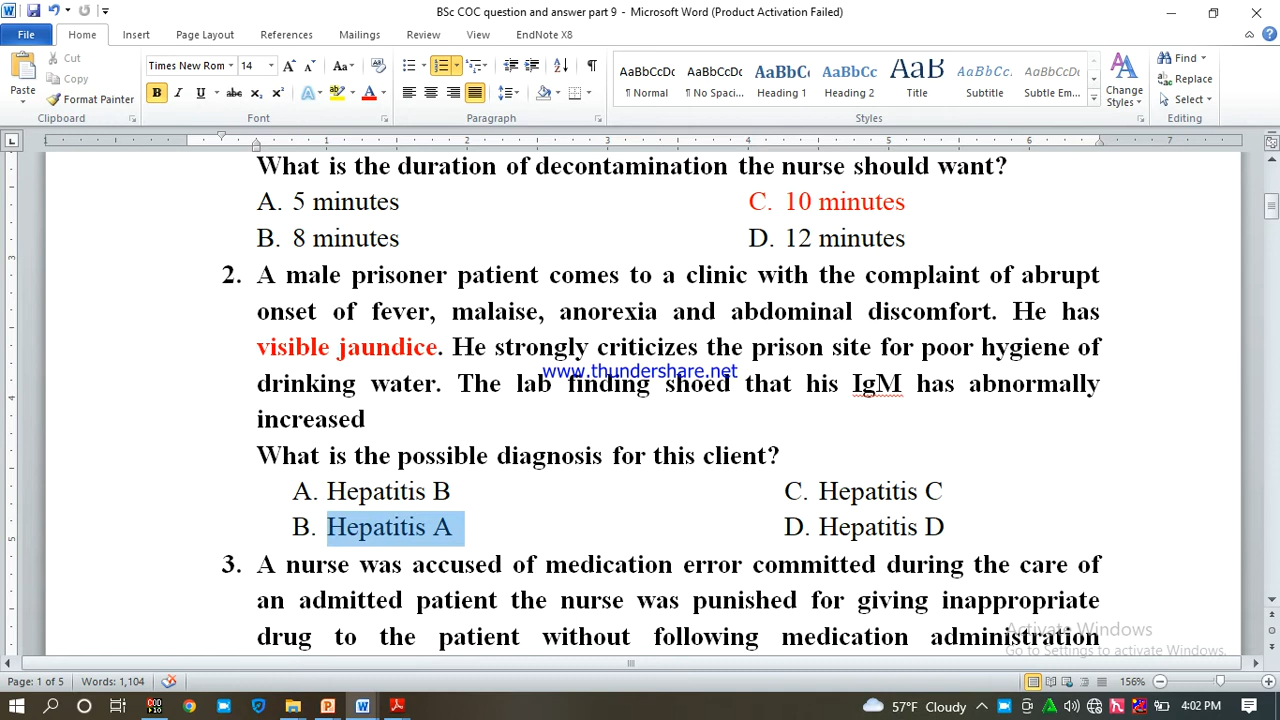 BSc COC question and answer part 9 - Microsoft Word (Product Activation Failed)
File Home Insert Page Layout References Mailings Review View EndNote X8
Paste
Cut
Copy
Format Painter
Clipboard
Times New Rom 14
Font
Paragraph
AaBbCcDc AaBbCcDc AaBbCc AaBbCc AaB AaBbCcD AaBbCcDc
¶ Normal ¶ No Spaci... Heading 1 Heading 2 Title Subtitle Subtle Em...
Styles
Change Styles
Find
Replace
Select
Editing
What is the duration of decontamination the nurse should want?
A. 5 minutes C. 10 minutes
B. 8 minutes D. 12 minutes
2. A male prisoner patient comes to a clinic with the complaint of abrupt
onset of fever, malaise, anorexia and abdominal discomfort. He has
visible jaundice. He strongly criticizes the prison site for poor hygiene of
www.thundershare.net
drinking water. The lab finding shoed that his IgM has abnormally
increased
What is the possible diagnosis for this client?
A. Hepatitis B C. Hepatitis C
B. Hepatitis A D. Hepatitis D
3. A nurse was accused of medication error committed during the care of
an admitted patient the nurse was punished for giving inappropriate
drug to the patient without following medication administration
Activate Windows
Go to Settings to activate Windows.
Page: 1 of 5 Words: 1,104 156%
57°F Cloudy 4:02 PM